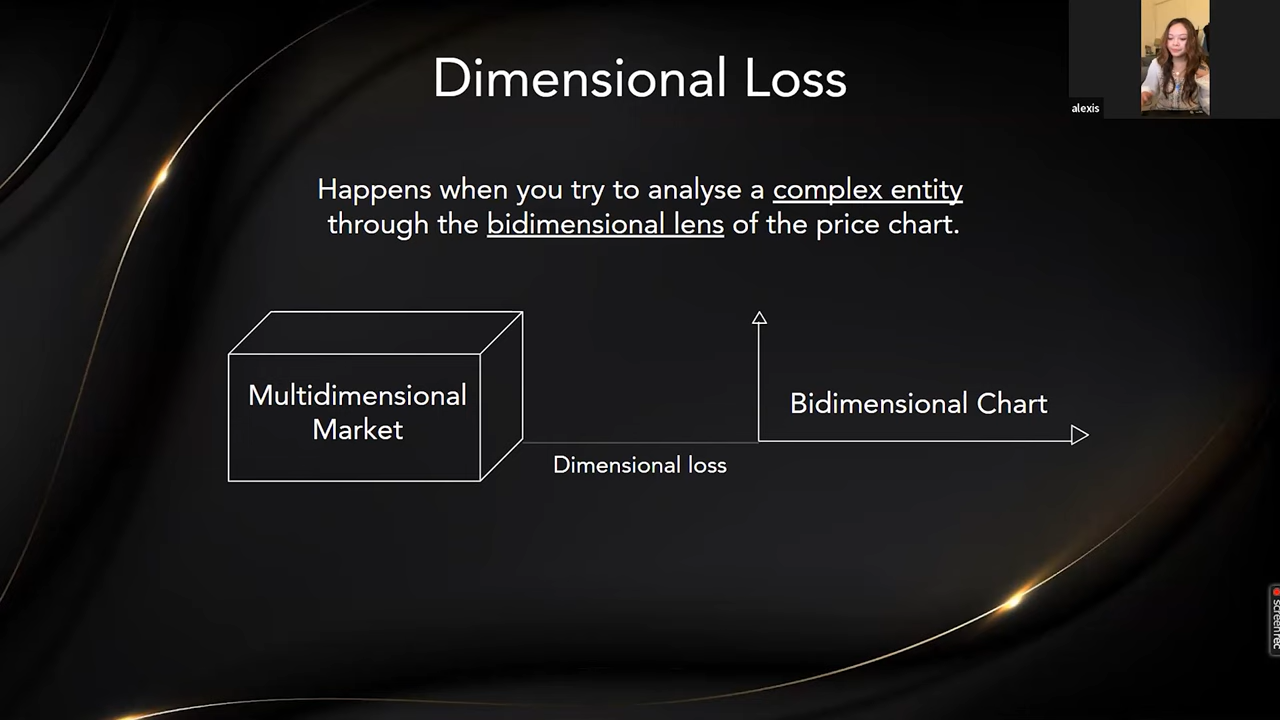 Dimensional Loss
alexis
Happens when you try to analyse a complex entity
through the bidimensional lens of the price chart.
Multidimensional
Market
Bidimensional Chart
Dimensional loss
screenrec